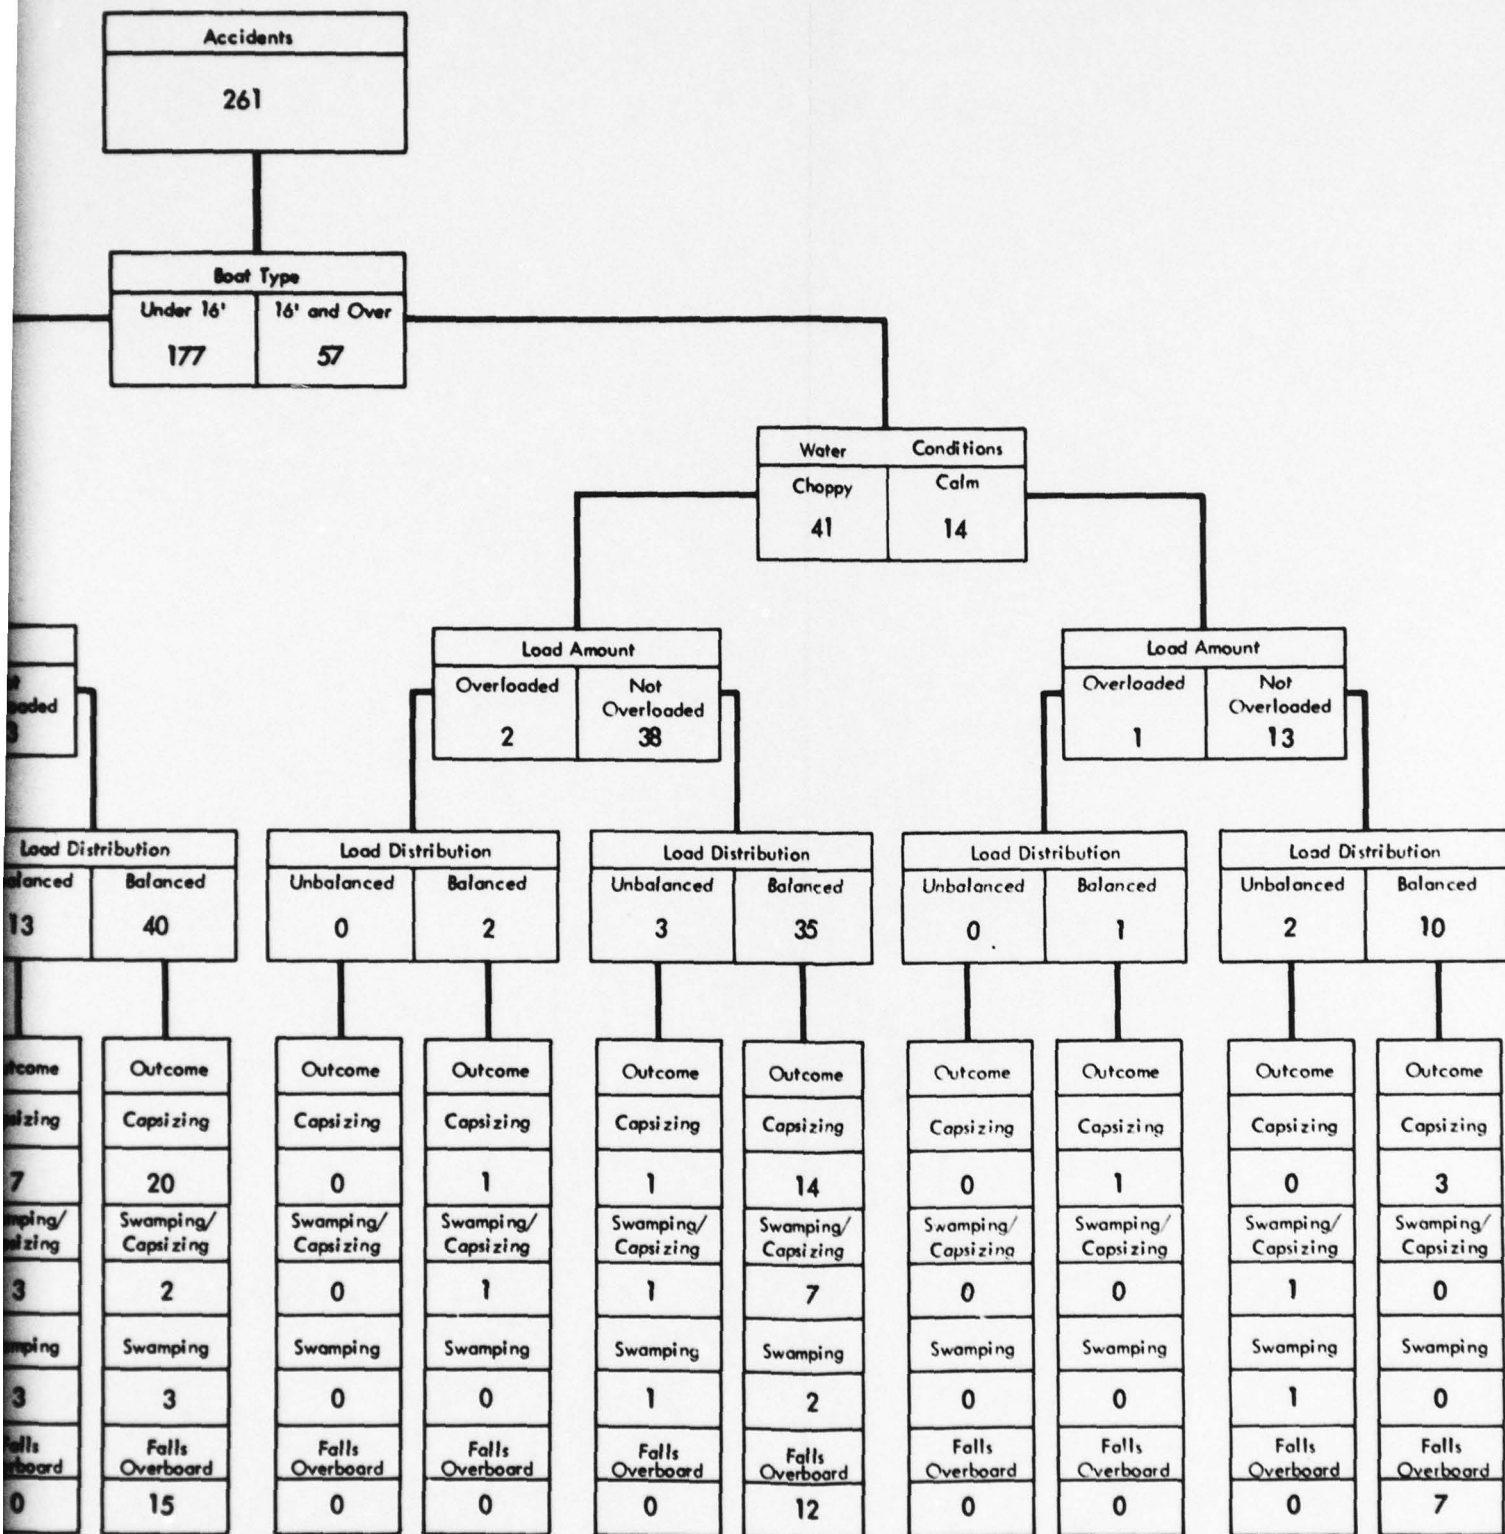 Accidents
261
Boat Type
Under 16' 16' and Over
177 57
Water Conditions
Choppy Calm
41 14
Load Amount Load Amount
Overloaded Not Overloaded Not
Overloaded Overloaded
2 38 1 13
Load Distribution Load Distribution Load Distribution Load Distribution Load Distribution
Balanced Unbalanced Balanced Unbalanced Balanced Unbalanced Balanced Unbalanced Balanced
13 40 0 2 3 35 0 1 2 10
Outcome Outcome Outcome Outcome Outcome Outcome Outcome Outcome Outcome
Capsizing Capsizing Capsizing Capsizing Capsizing Capsizing Capsizing Capsizing Capsizing
7 20 0 1 1 14 0 1 0 3
Swamping/ Swamping/ Swamping/ Swamping/ Swamping/ Swamping/ Swamping/ Swamping/ Swamping/
Capsizing Capsizing Capsizing Capsizing Capsizing Capsizing Capsizing Capsizing Capsizing
3 2 0 1 1 7 0 0 1 0
Swamping Swamping Swamping Swamping Swamping Swamping Swamping Swamping Swamping
3 3 0 0 1 2 0 0 1 0
Falls Falls Falls Falls Falls Falls Falls Falls Falls
Overboard Overboard Overboard Overboard Overboard Overboard Overboard Overboard Overboard
0 15 0 0 0 12 0 0 0 7